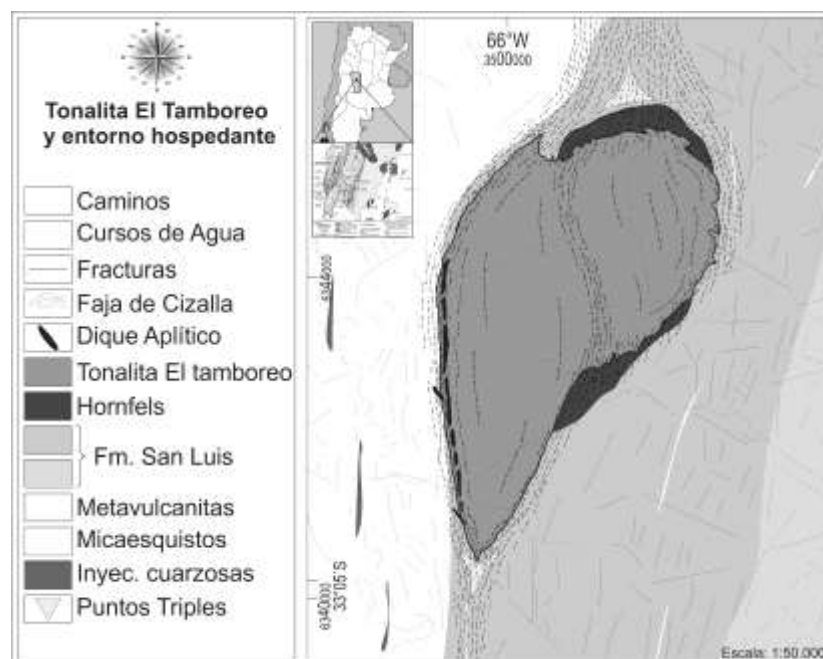 Tonalita El Tamboreo
y entorno hospedante
Caminos
Cursos de Agua
Fracturas
Faja de Cizalla
Dique Aplítico
Tonalita El tamboreo
Hornfels
Fm. San Luis
Metavulcanitas
Micaesquistos
Inyec. cuarzosas
Puntos Triples
66°W
3500000
6344000
6340000
33°05'S
Escala: 1:50.000